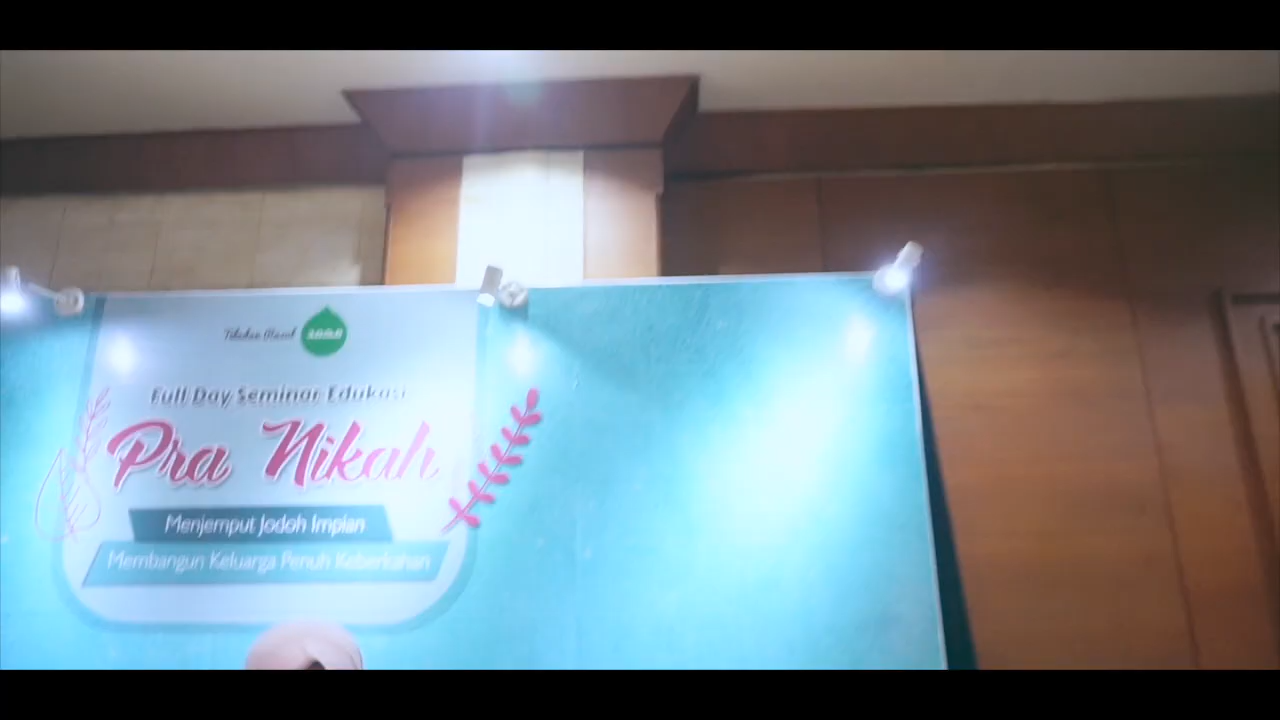 Full Day Seminar Edukasi
Pra Nikah
Menjemput Jodoh Impian
Membangun Keluarga Penuh Keberkahan